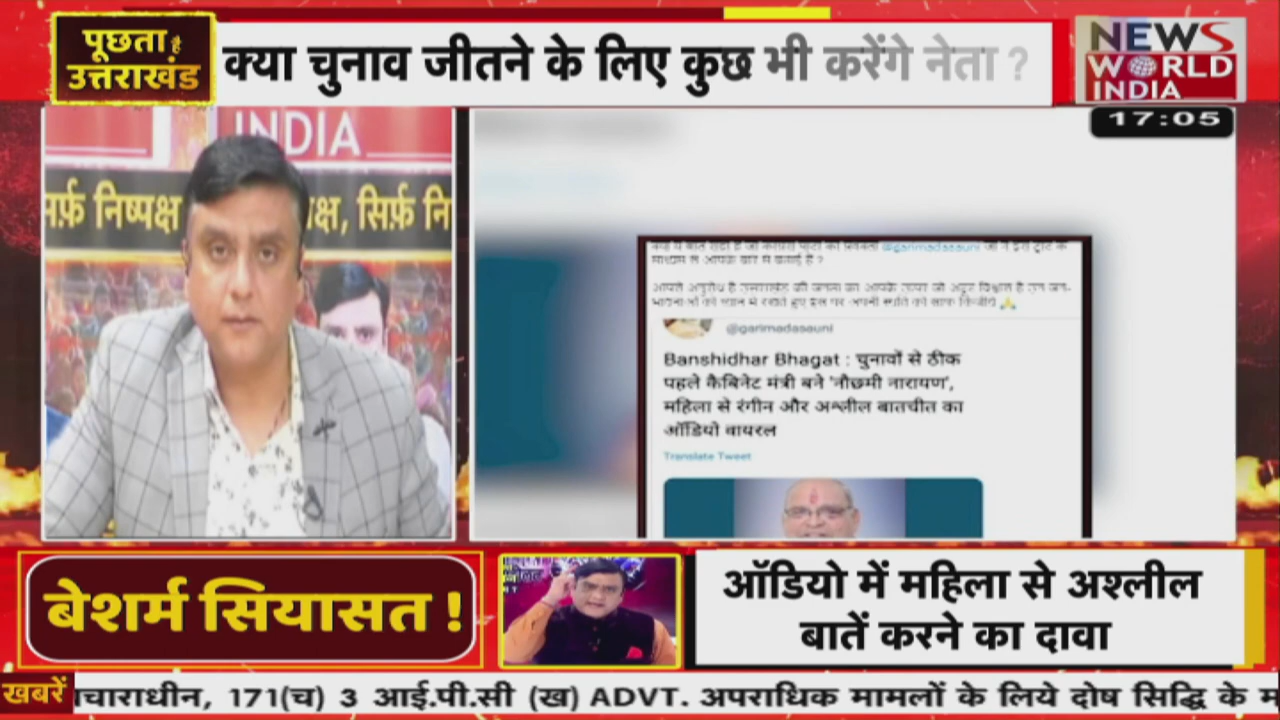 पूछता है
उत्तराखंड
क्या चुनाव जीतने के लिए कुछ भी करेंगे नेता ?
NEWS
WORLD
INDIA
17:05
INDIA
निष्पक्ष
सिर्फ़ नि
@garimadasauni
@garimadasauni
Banshidhar Bhagat : चुनावों से ठीक
पहले कैबिनेट मंत्री बने 'नौछमी नारायण',
महिला से रंगीन और अश्लील बातचीत का
ऑडियो वायरल
Translate Tweet
बेशर्म सियासत !
ऑडियो में महिला से अश्लील
बातें करने का दावा
खबरें
चाराधीन, 171(च) 3 आई.पी.सी (ख) ADVT. अपराधिक मामलों के लिये दोष सिद्धि के म